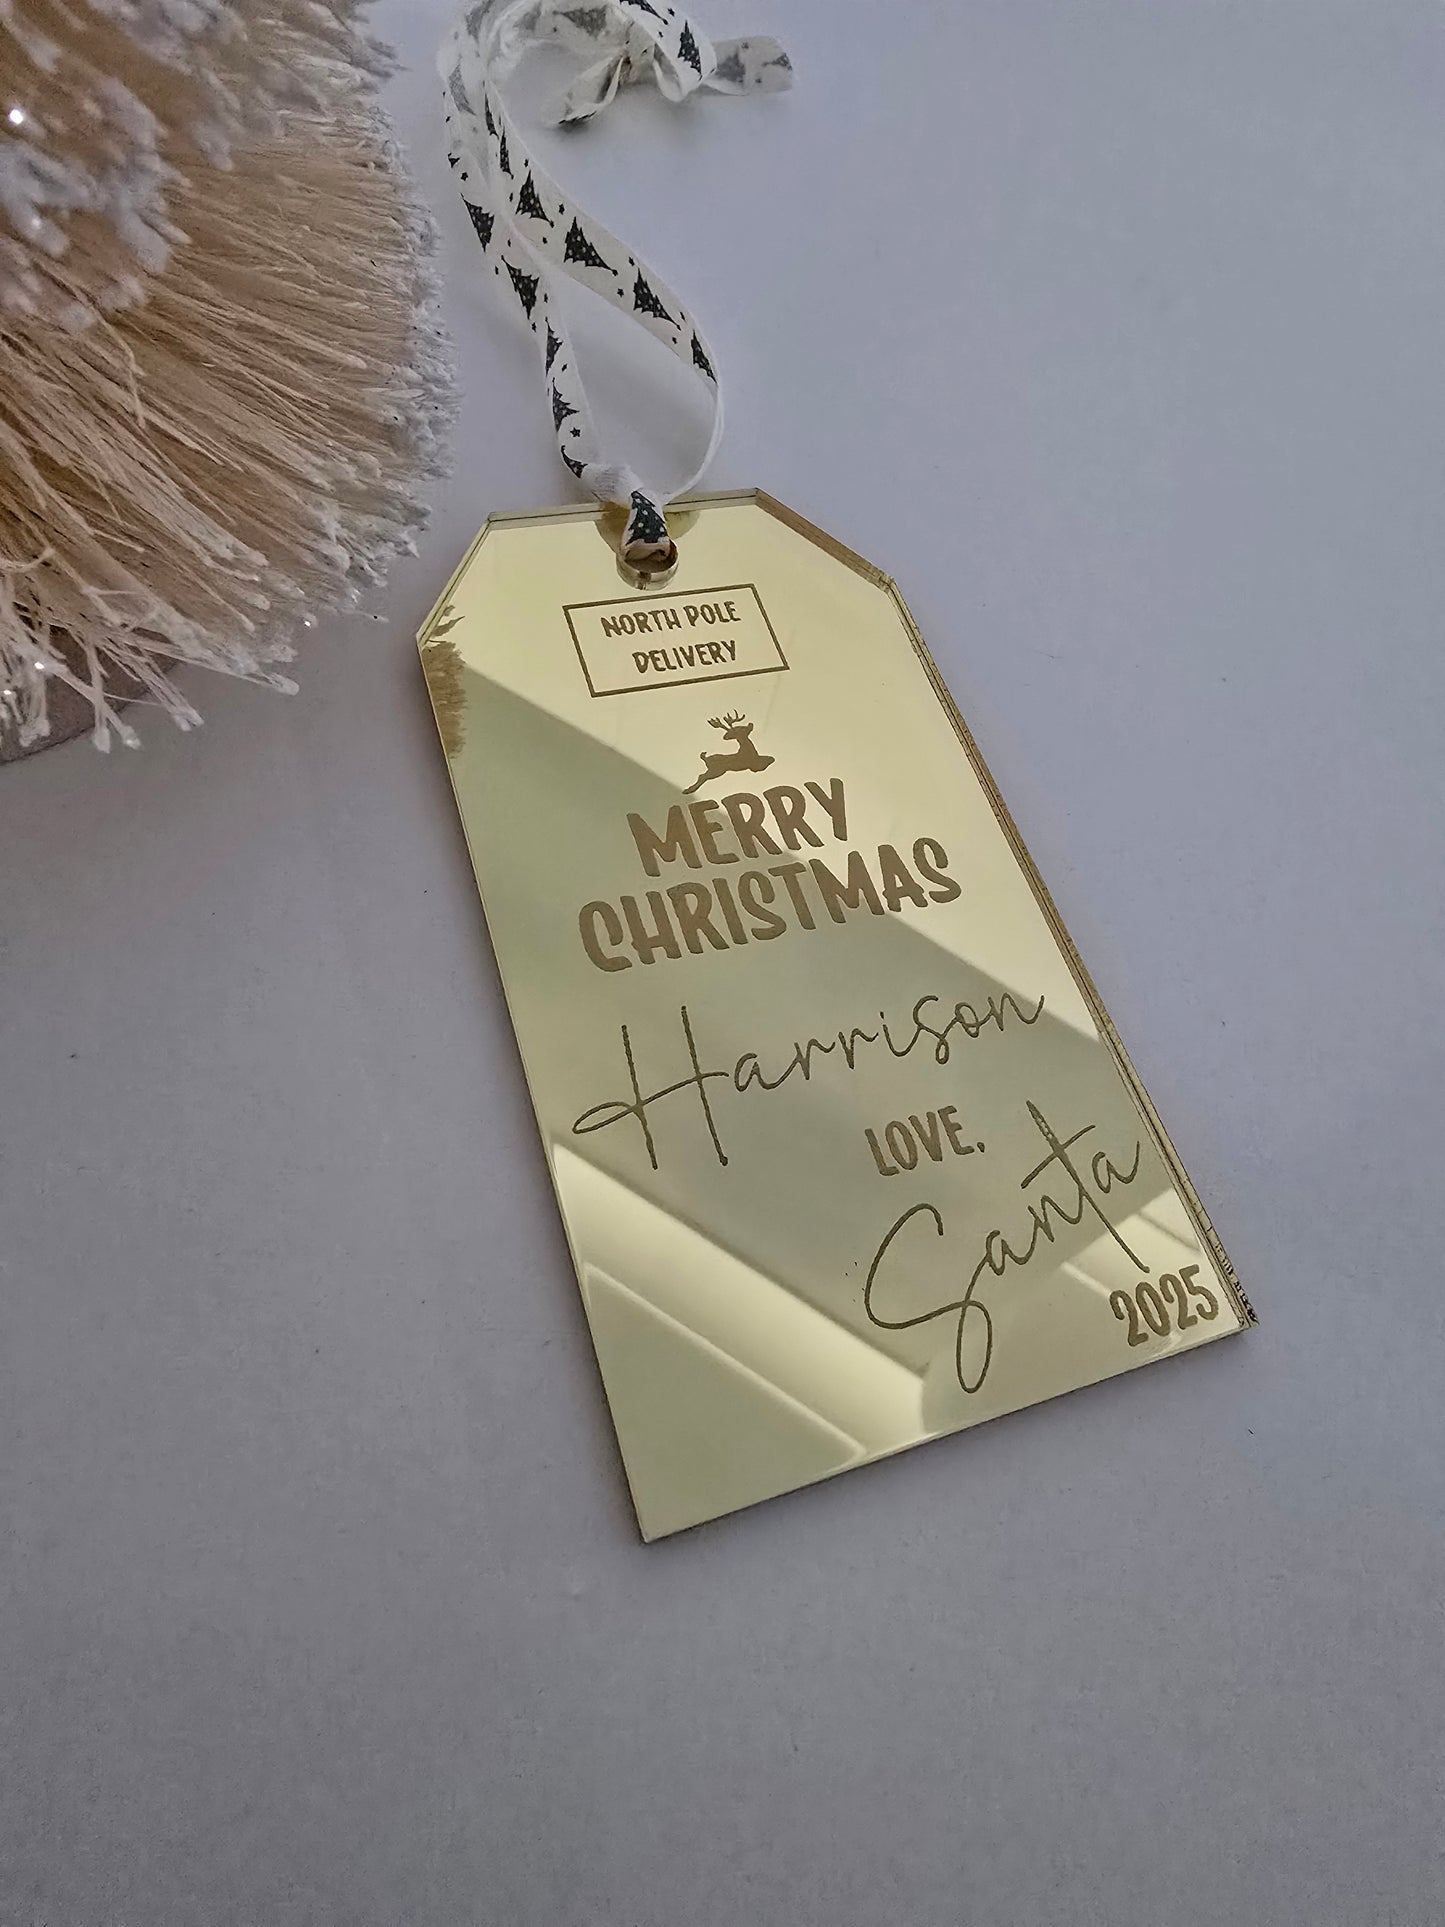 NORTH POLE
DELIVERY
MERRY
CHRISTMAS
Harrison
LOVE,
Santa
2025